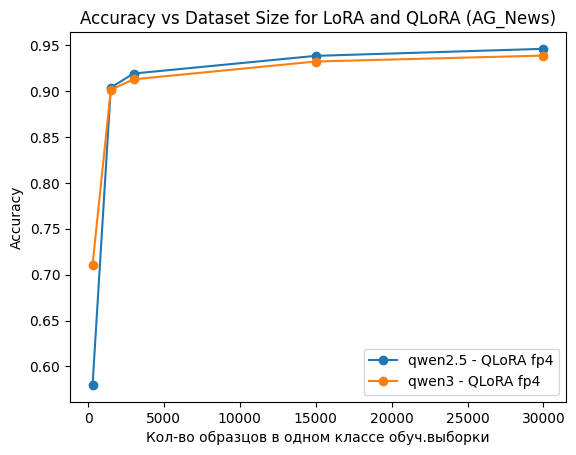 Accuracy vs Dataset Size for LoRA and QLoRA (AG_News)
0.95
0.90
0.85
0.80
0.75
0.70
0.65
0.60
Accuracy
qwen2.5 - QLoRA fp4
qwen3 - QLoRA fp4
0 5000 10000 15000 20000 25000 30000
Кол-во образцов в одном классе обуч.выборки